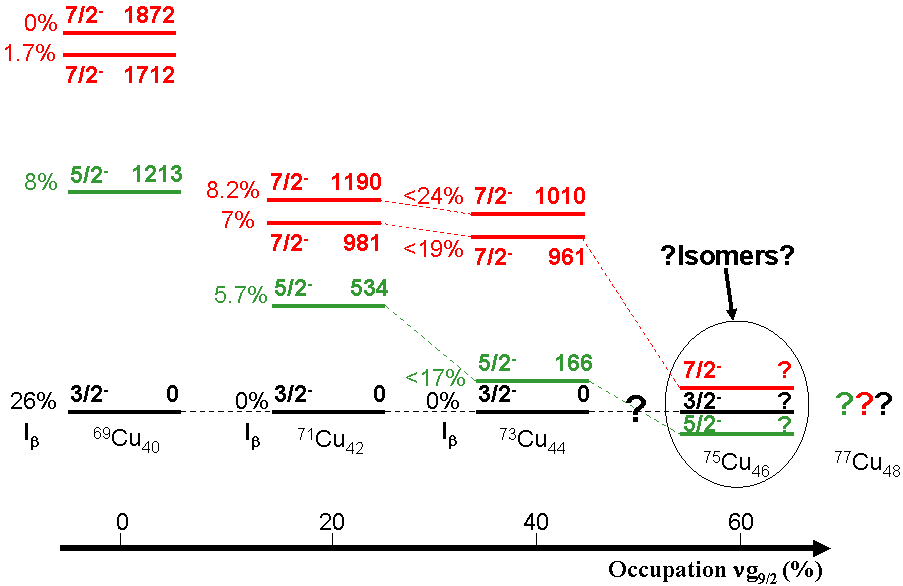 0% 7/2- 1872
1.7%
7/2- 1712
8% 5/2- 1213
8.2% 7/2- 1190
<24% 7/2- 1010
7%
7/2- 981
<19% 7/2- 961
?Isomers?
5.7% 5/2- 534
5/2- 166
<17%
7/2- ?
26% 3/2- 0
0% 3/2- 0
0% 3/2- 0
?
3/2- ?
???
5/2- ?
Iβ 69Cu40
Iβ 71Cu42
Iβ 73Cu44
75Cu46
77Cu48
0 20 40 60
Occupation νg9/2 (%)